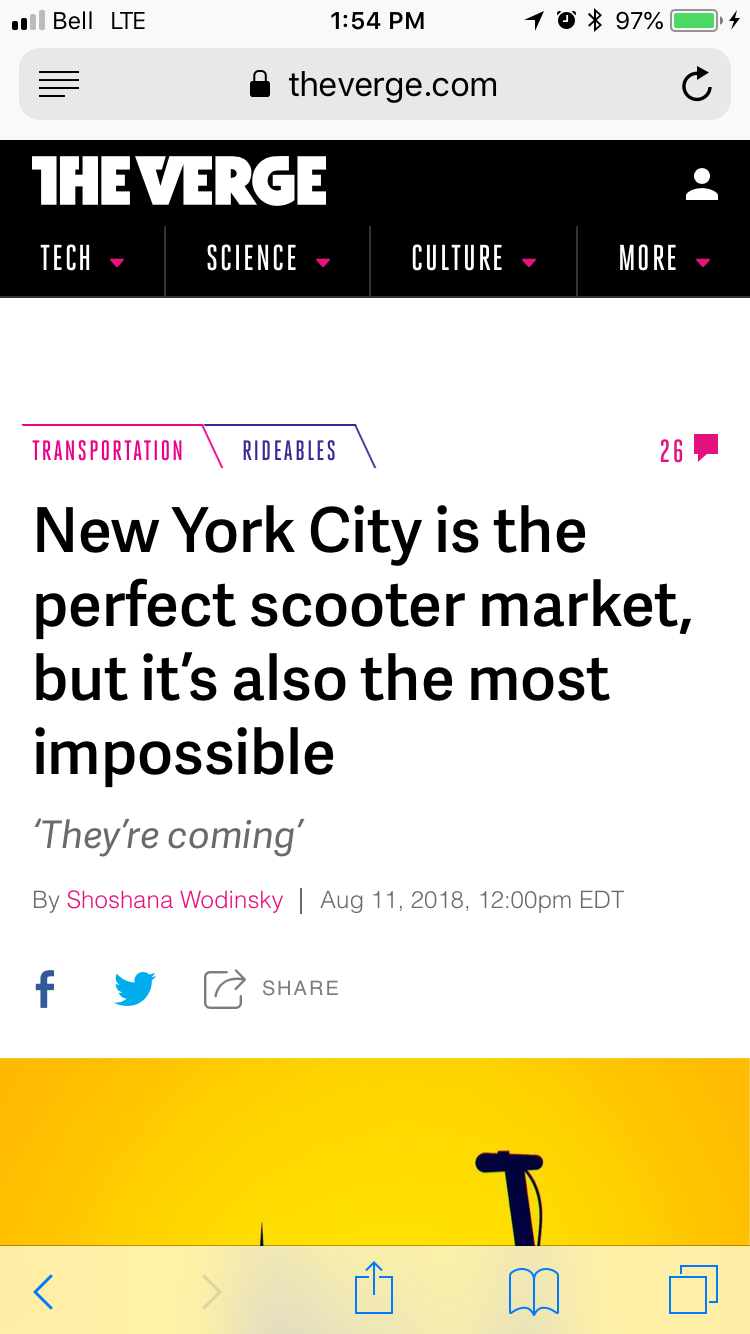 Bell LTE 1:54 PM 97%
theverge.com
THE VERGE
TECH SCIENCE CULTURE MORE
TRANSPORTATION RIDEABLES 26
New York City is the
perfect scooter market,
but it’s also the most
impossible
‘They’re coming’
By Shoshana Wodinsky | Aug 11, 2018, 12:00pm EDT
f SHARE